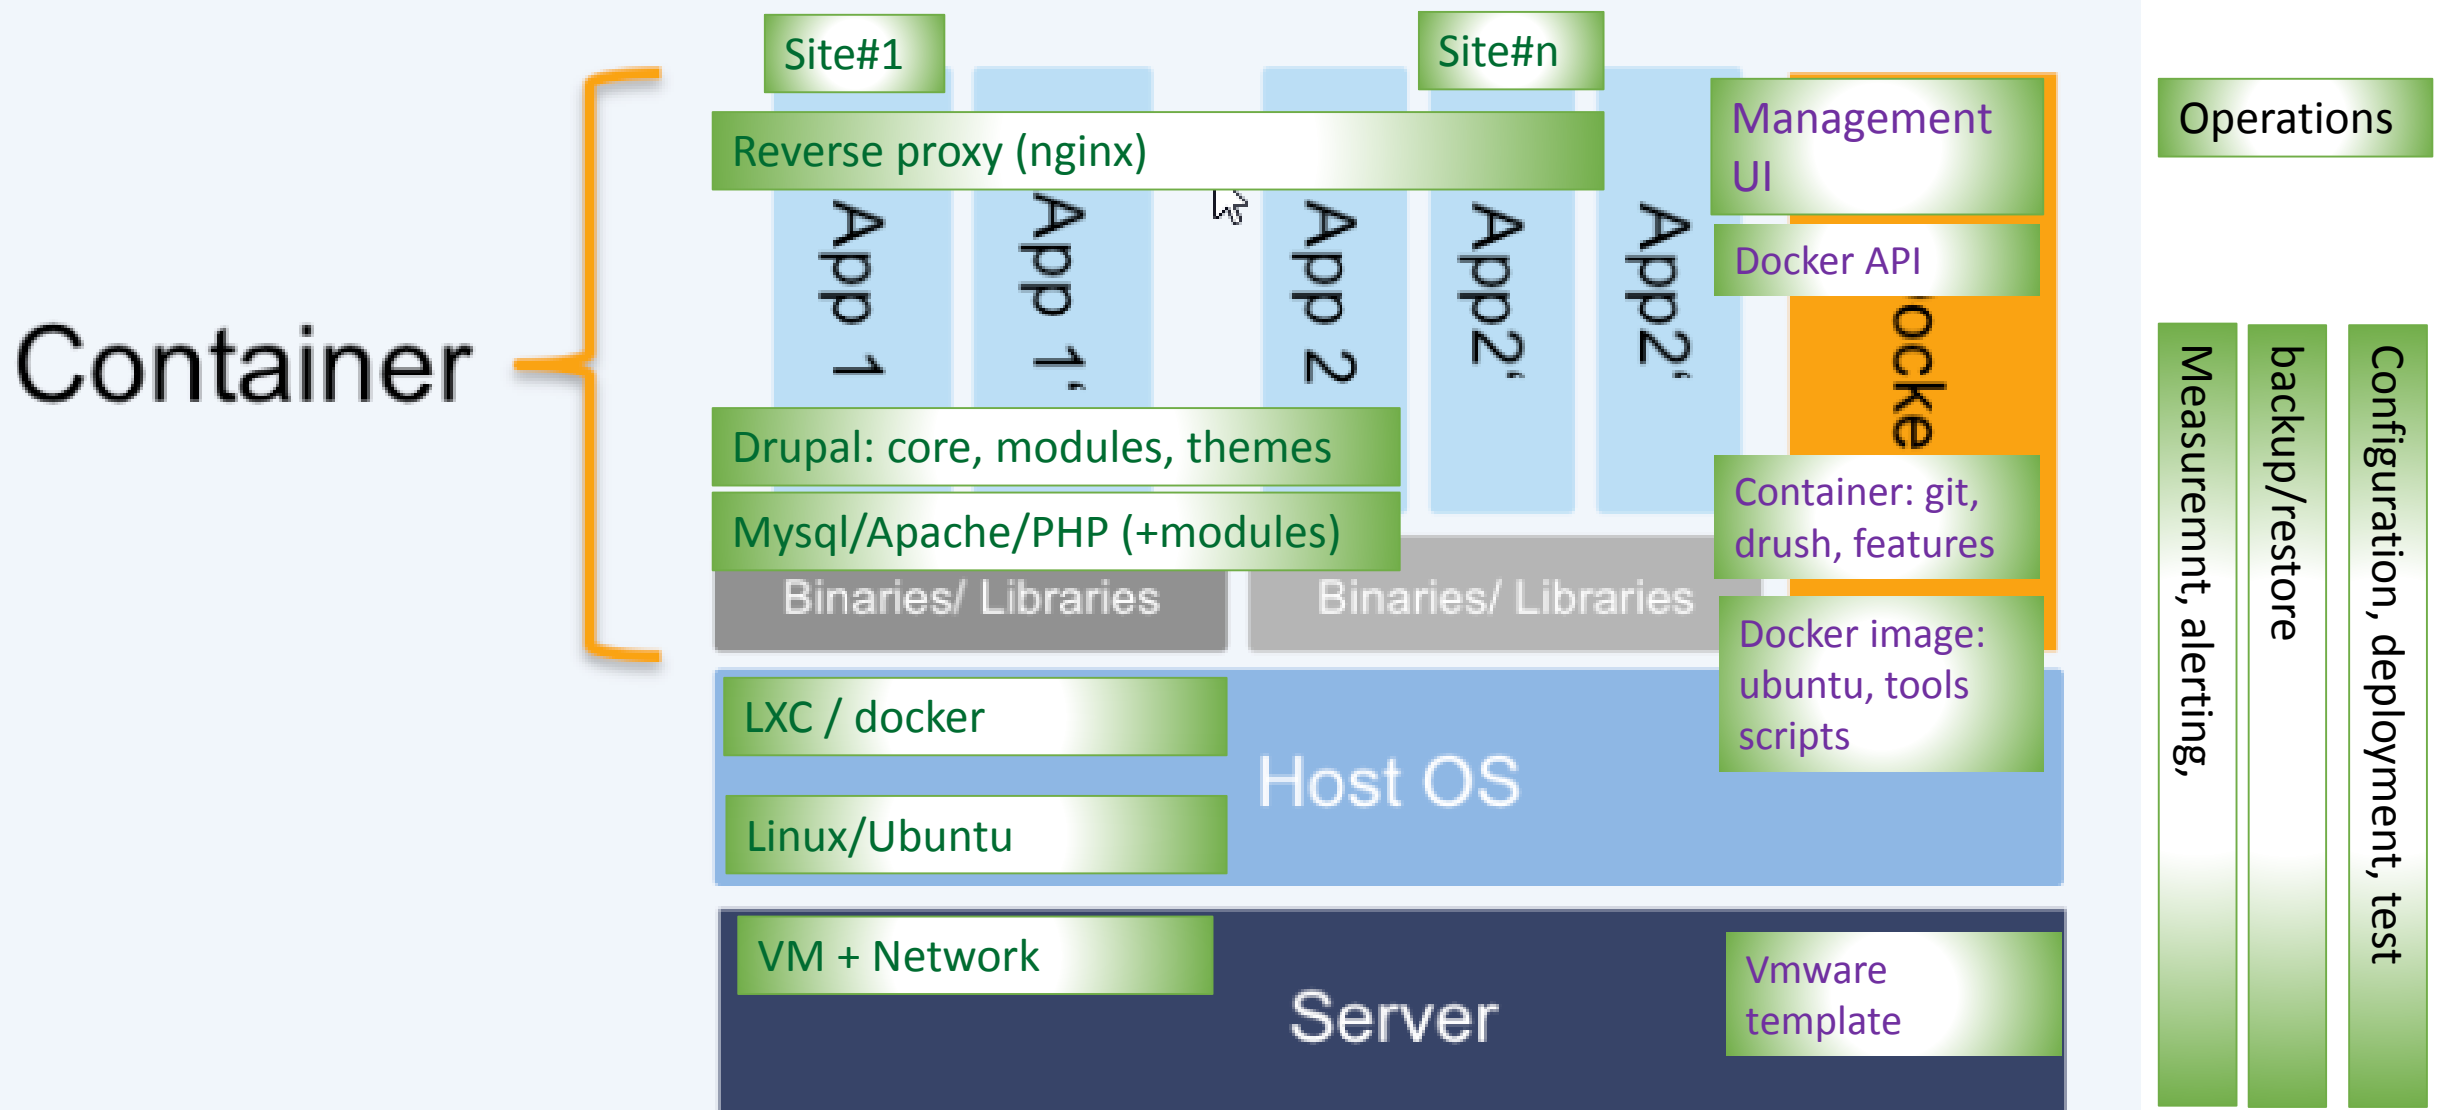 Site#1
Site#n
Management
UI
Operations
Reverse proxy (nginx)
Docker API
App 1
App 1‘
App 2
App2‘
App2‘
Docke
Container
Drupal: core, modules, themes
Mysql/Apache/PHP (+modules)
Container: git,
drush, features
Binaries/ Libraries
Binaries/ Libraries
Docker image:
ubuntu, tools
scripts
LXC / docker
Host OS
Linux/Ubuntu
VM + Network
Server
Vmware
template
Measuremnt, alerting,
backup/restore
Configuration, deployment, test